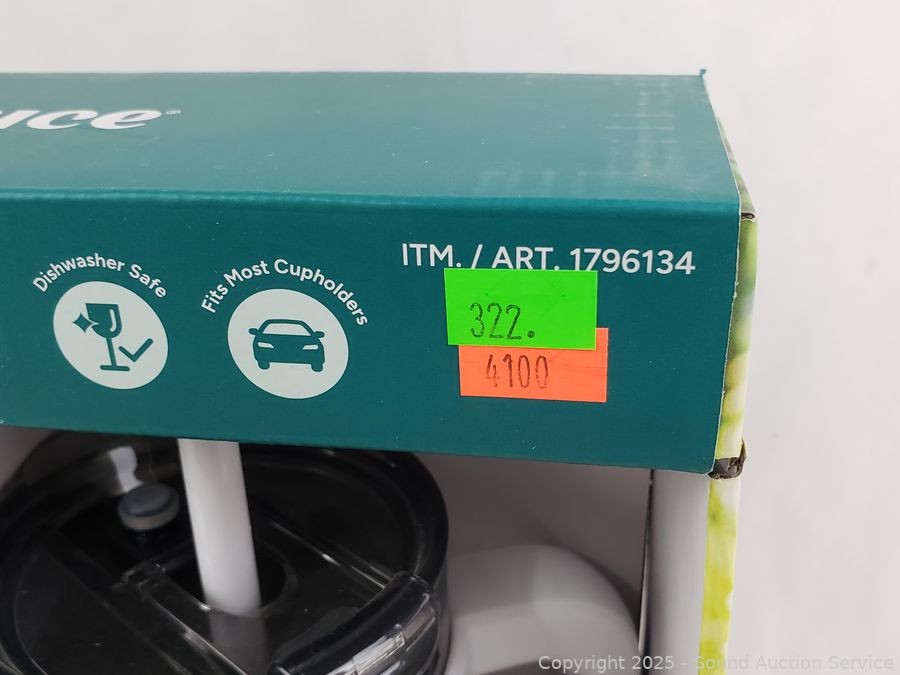 uce®
Dishwasher Safe
Fits Most Cupholders
ITM. / ART. 1796134
322.
4100
Copyright 2025 - Sound Auction Service